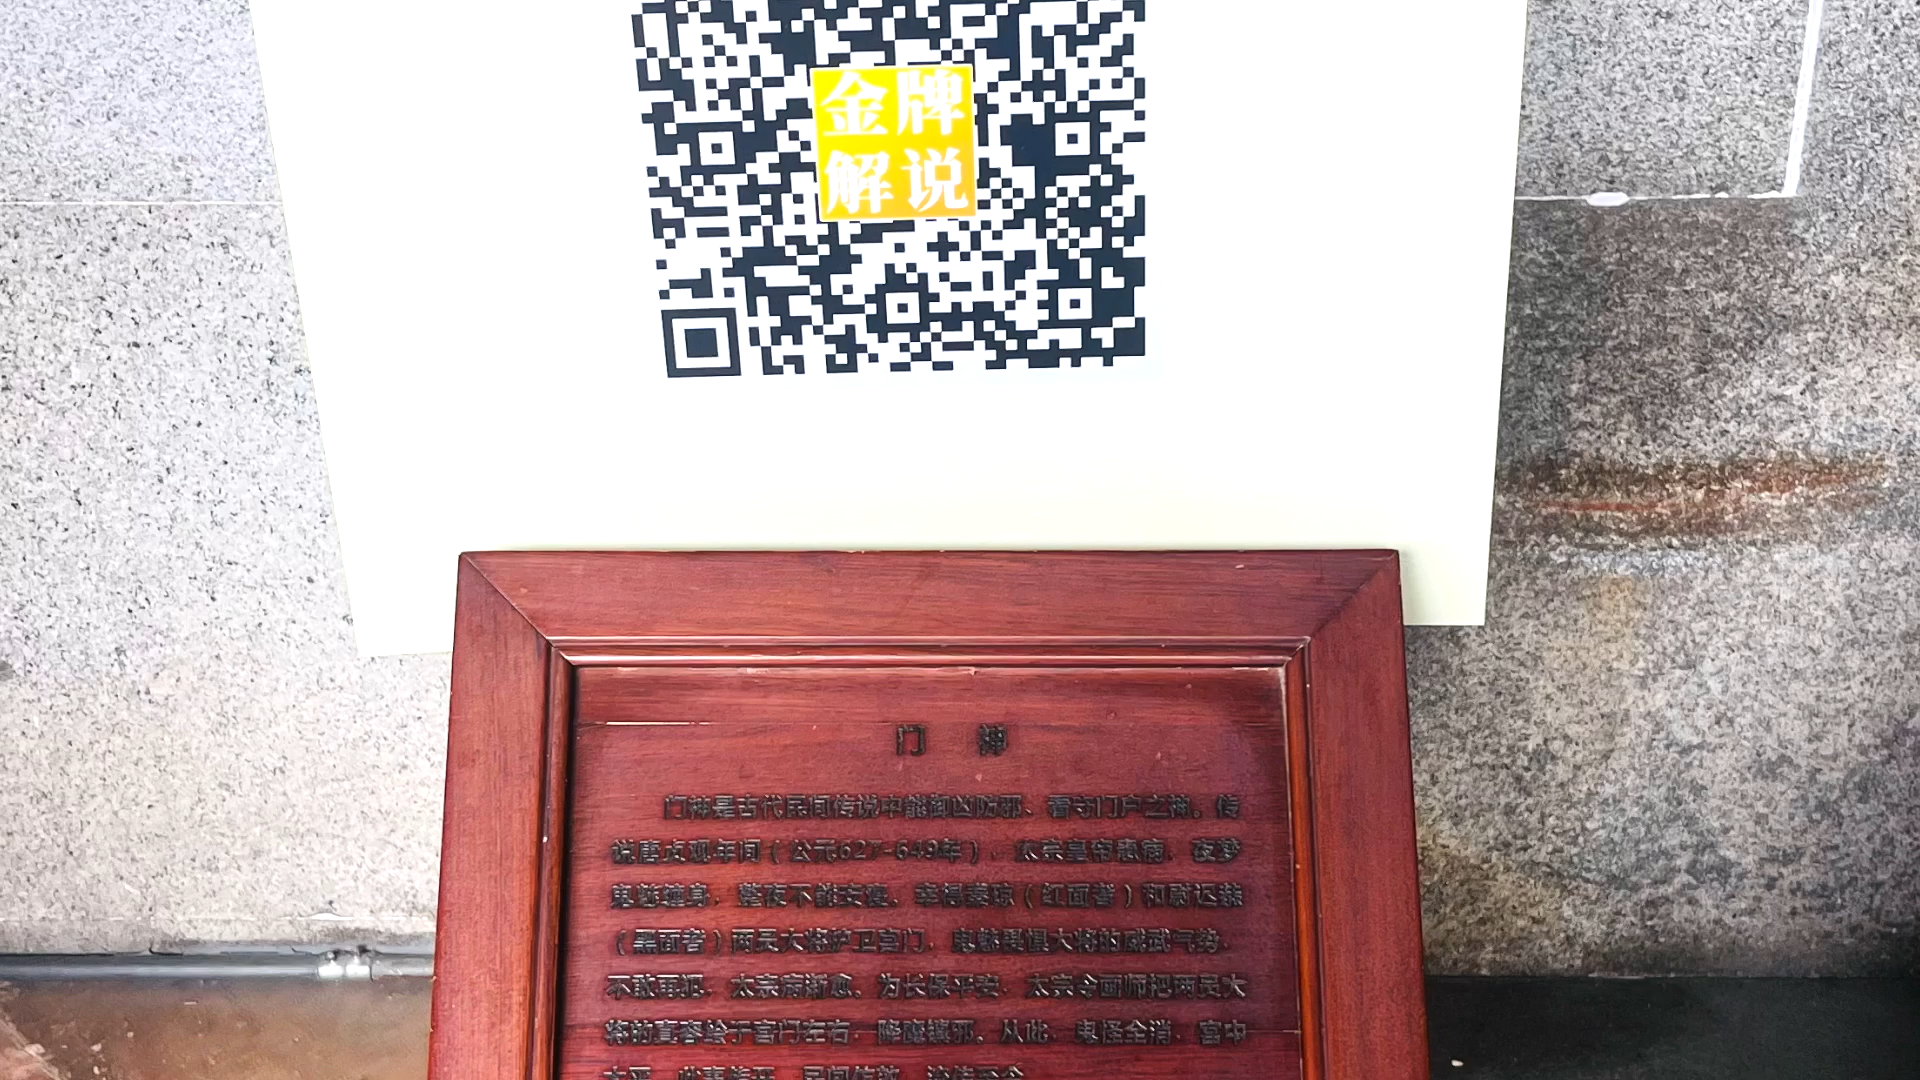 金牌
解说
门 神
门神是古代民间传说中能御凶防邪、看守门户之神。传
说唐贞观年间（公元627-649年），太宗皇帝患病，夜梦
鬼魅缠身，整夜不能安寝。幸得秦琼（红面者）和尉迟恭
（黑面者）两员大将护卫宫门，鬼魅畏惧大将的威武气势，
不敢再犯，太宗病渐愈。为长保平安，太宗令画师把两员大
将的真容绘于宫门左右，降魔镇邪。从此，鬼怪全消，宫中
太平。此事传开，民间仿效，流传至今